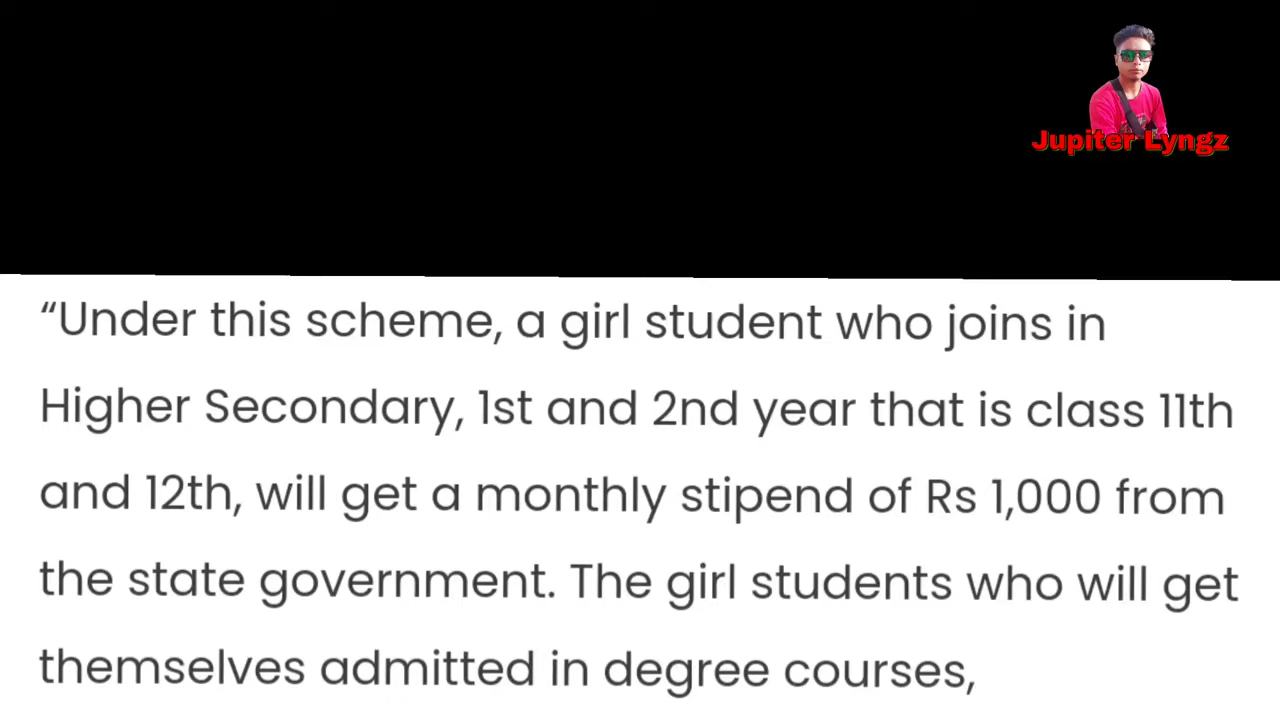 Jupiter Lyngz
“Under this scheme, a girl student who joins in
Higher Secondary, 1st and 2nd year that is class 11th
and 12th, will get a monthly stipend of Rs 1,000 from
the state government. The girl students who will get
themselves admitted in degree courses,